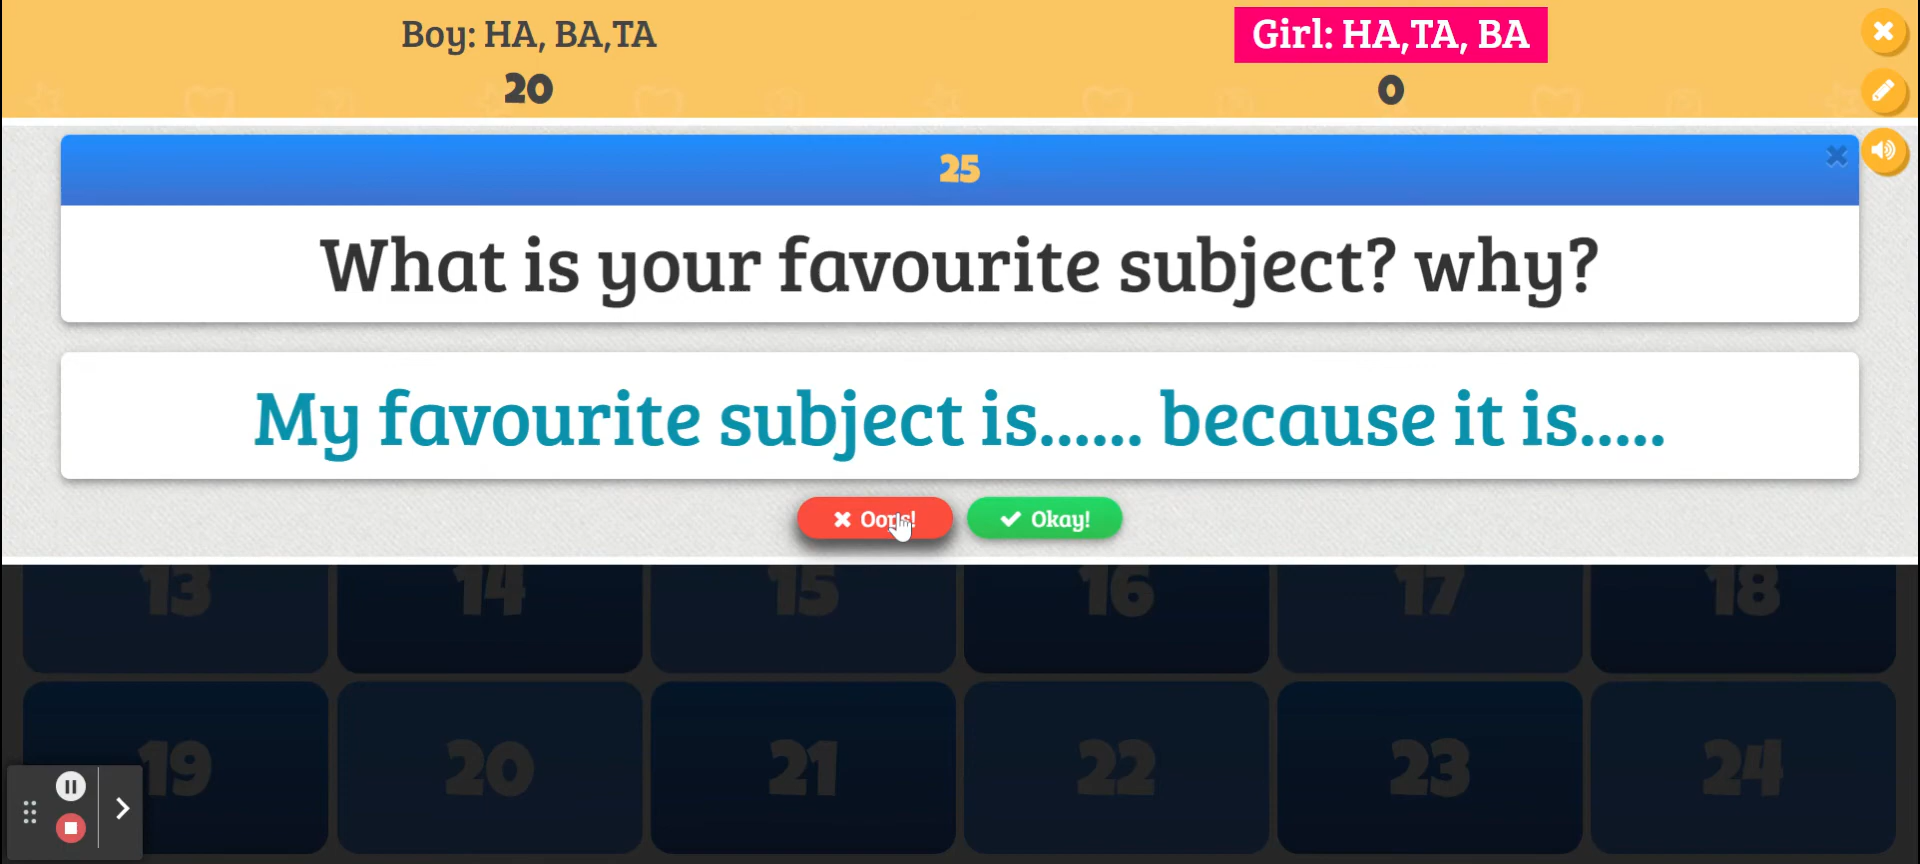 Boy: HA, BA,TA
20
Girl: HA,TA, BA
0
25
What is your favourite subject? why?
My favourite subject is...... because it is.....
Oops!
Okay!
13
14
15
16
17
18
19
20
21
22
23
24